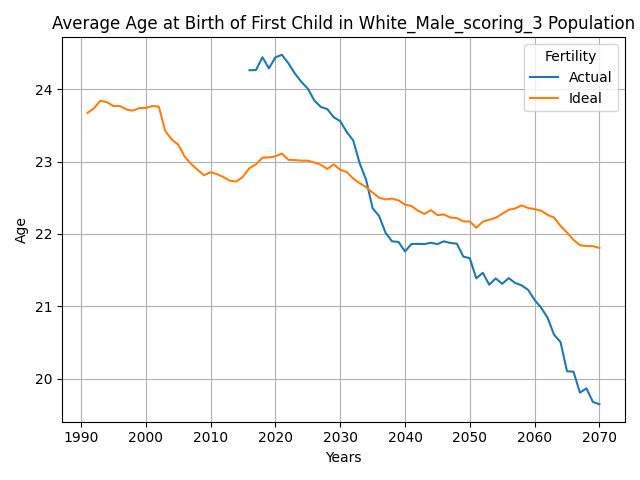 Average Age at Birth of First Child in White_Male_scoring_3 Population
Fertility
Actual
Ideal
Age
24
23
22
21
20
1990 2000 2010 2020 2030 2040 2050 2060 2070
Years